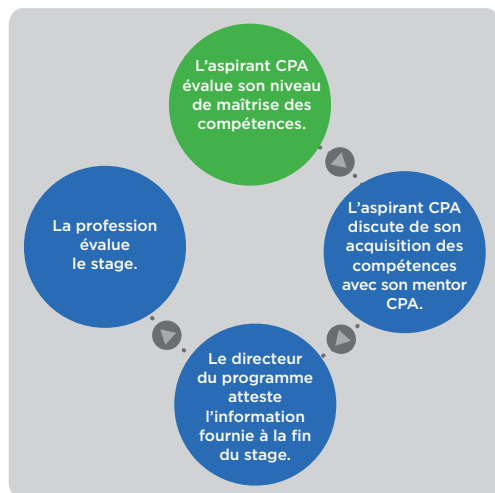 L'aspirant CPA
évalue son niveau
de maîtrise des
compétences.
L'aspirant CPA
discute de son
acquisition des
compétences
avec son mentor
CPA.
Le directeur
du programme
atteste
l'information
fournie à la fin
du stage.
La profession
évalue
le stage.